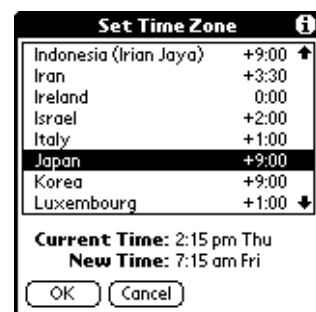 Set Time Zone
Indonesia (Irian Jaya) +9:00
Iran +3:30
Ireland 0:00
Israel +2:00
Italy +1:00
Japan +9:00
Korea +9:00
Luxembourg +1:00
Current Time: 2:15 pm Thu
New Time: 7:15 am Fri
OK Cancel